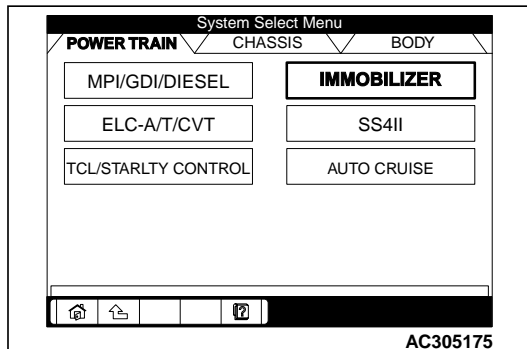 System Select Menu
POWER TRAIN CHASSIS BODY
MPI/GDI/DIESEL IMMOBILIZER
ELC-A/T/CVT SS4II
TCL/STARLTY CONTROL AUTO CRUISE
?
AC305175